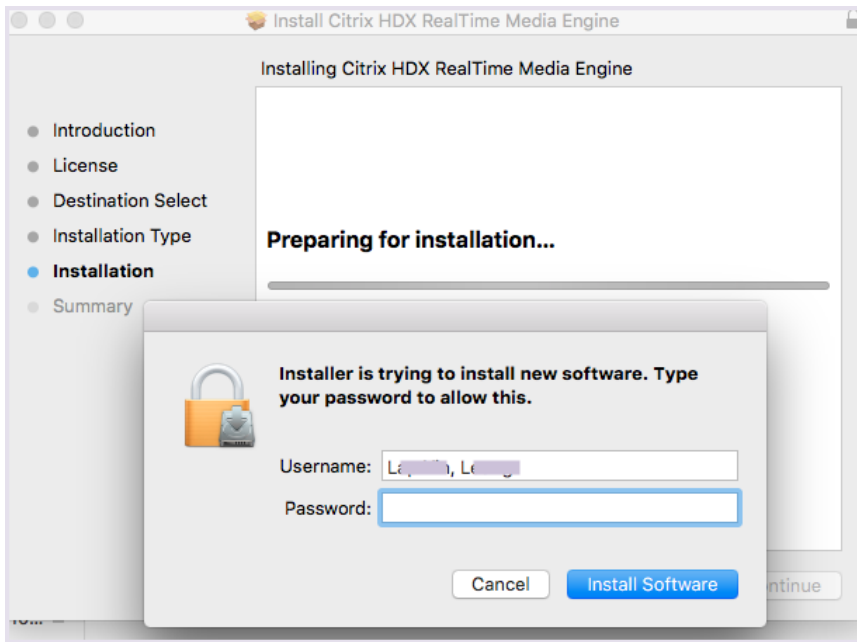 Install Citrix HDX RealTime Media Engine
Installing Citrix HDX RealTime Media Engine
Introduction
License
Destination Select
Installation Type
Preparing for installation...
Installation
Summary
Installer is trying to install new software. Type
your password to allow this.
Username:
Password:
Cancel
Install Software